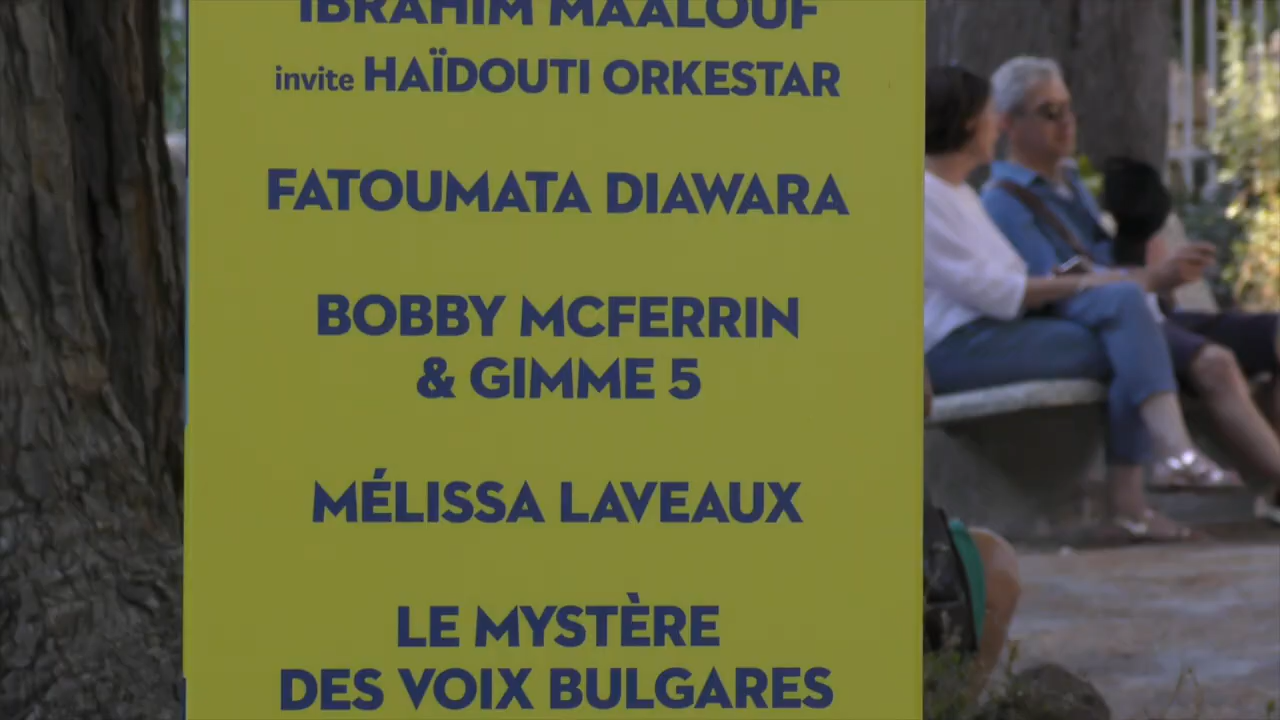 IBRAHIM MAALOUF
invite HAÏDOUTI ORKESTAR
FATOUMATA DIAWARA
BOBBY MCFERRIN
& GIMME 5
MÉLISSA LAVEAUX
LE MYSTÈRE
DES VOIX BULGARES